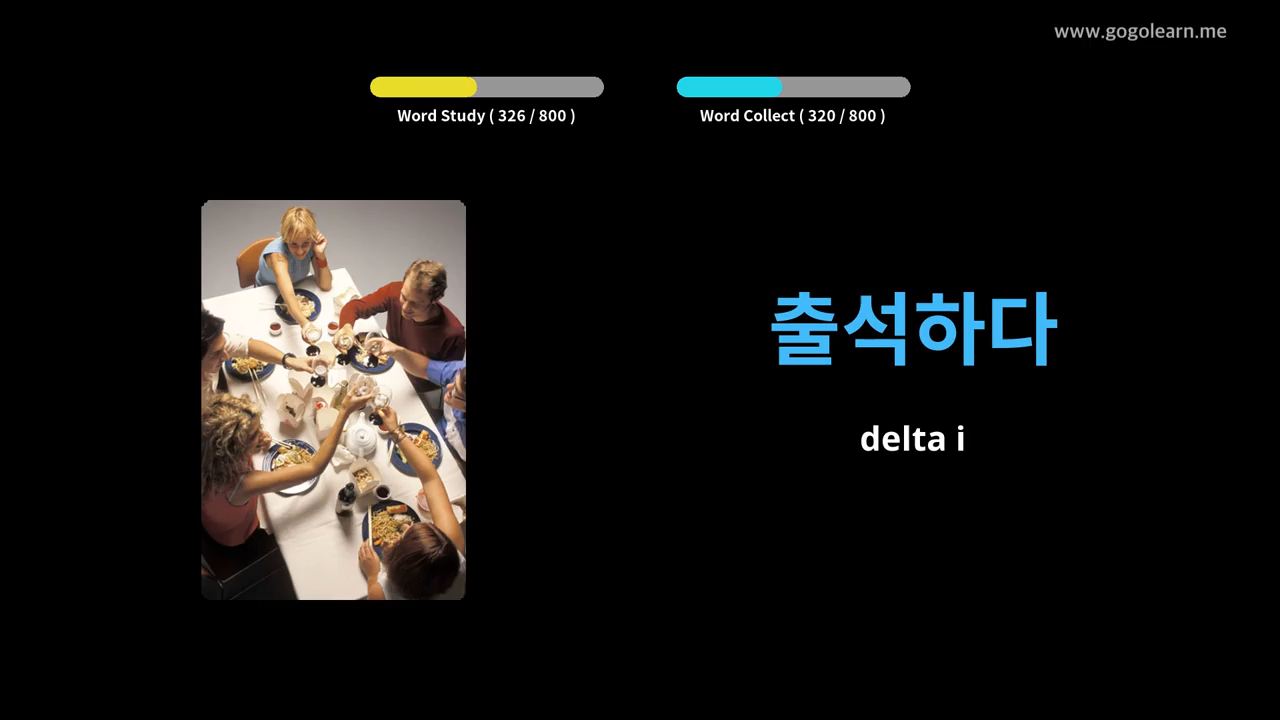 www.gogolearn.me
Word Study ( 326 / 800 )
Word Collect ( 320 / 800 )
출석하다
delta i